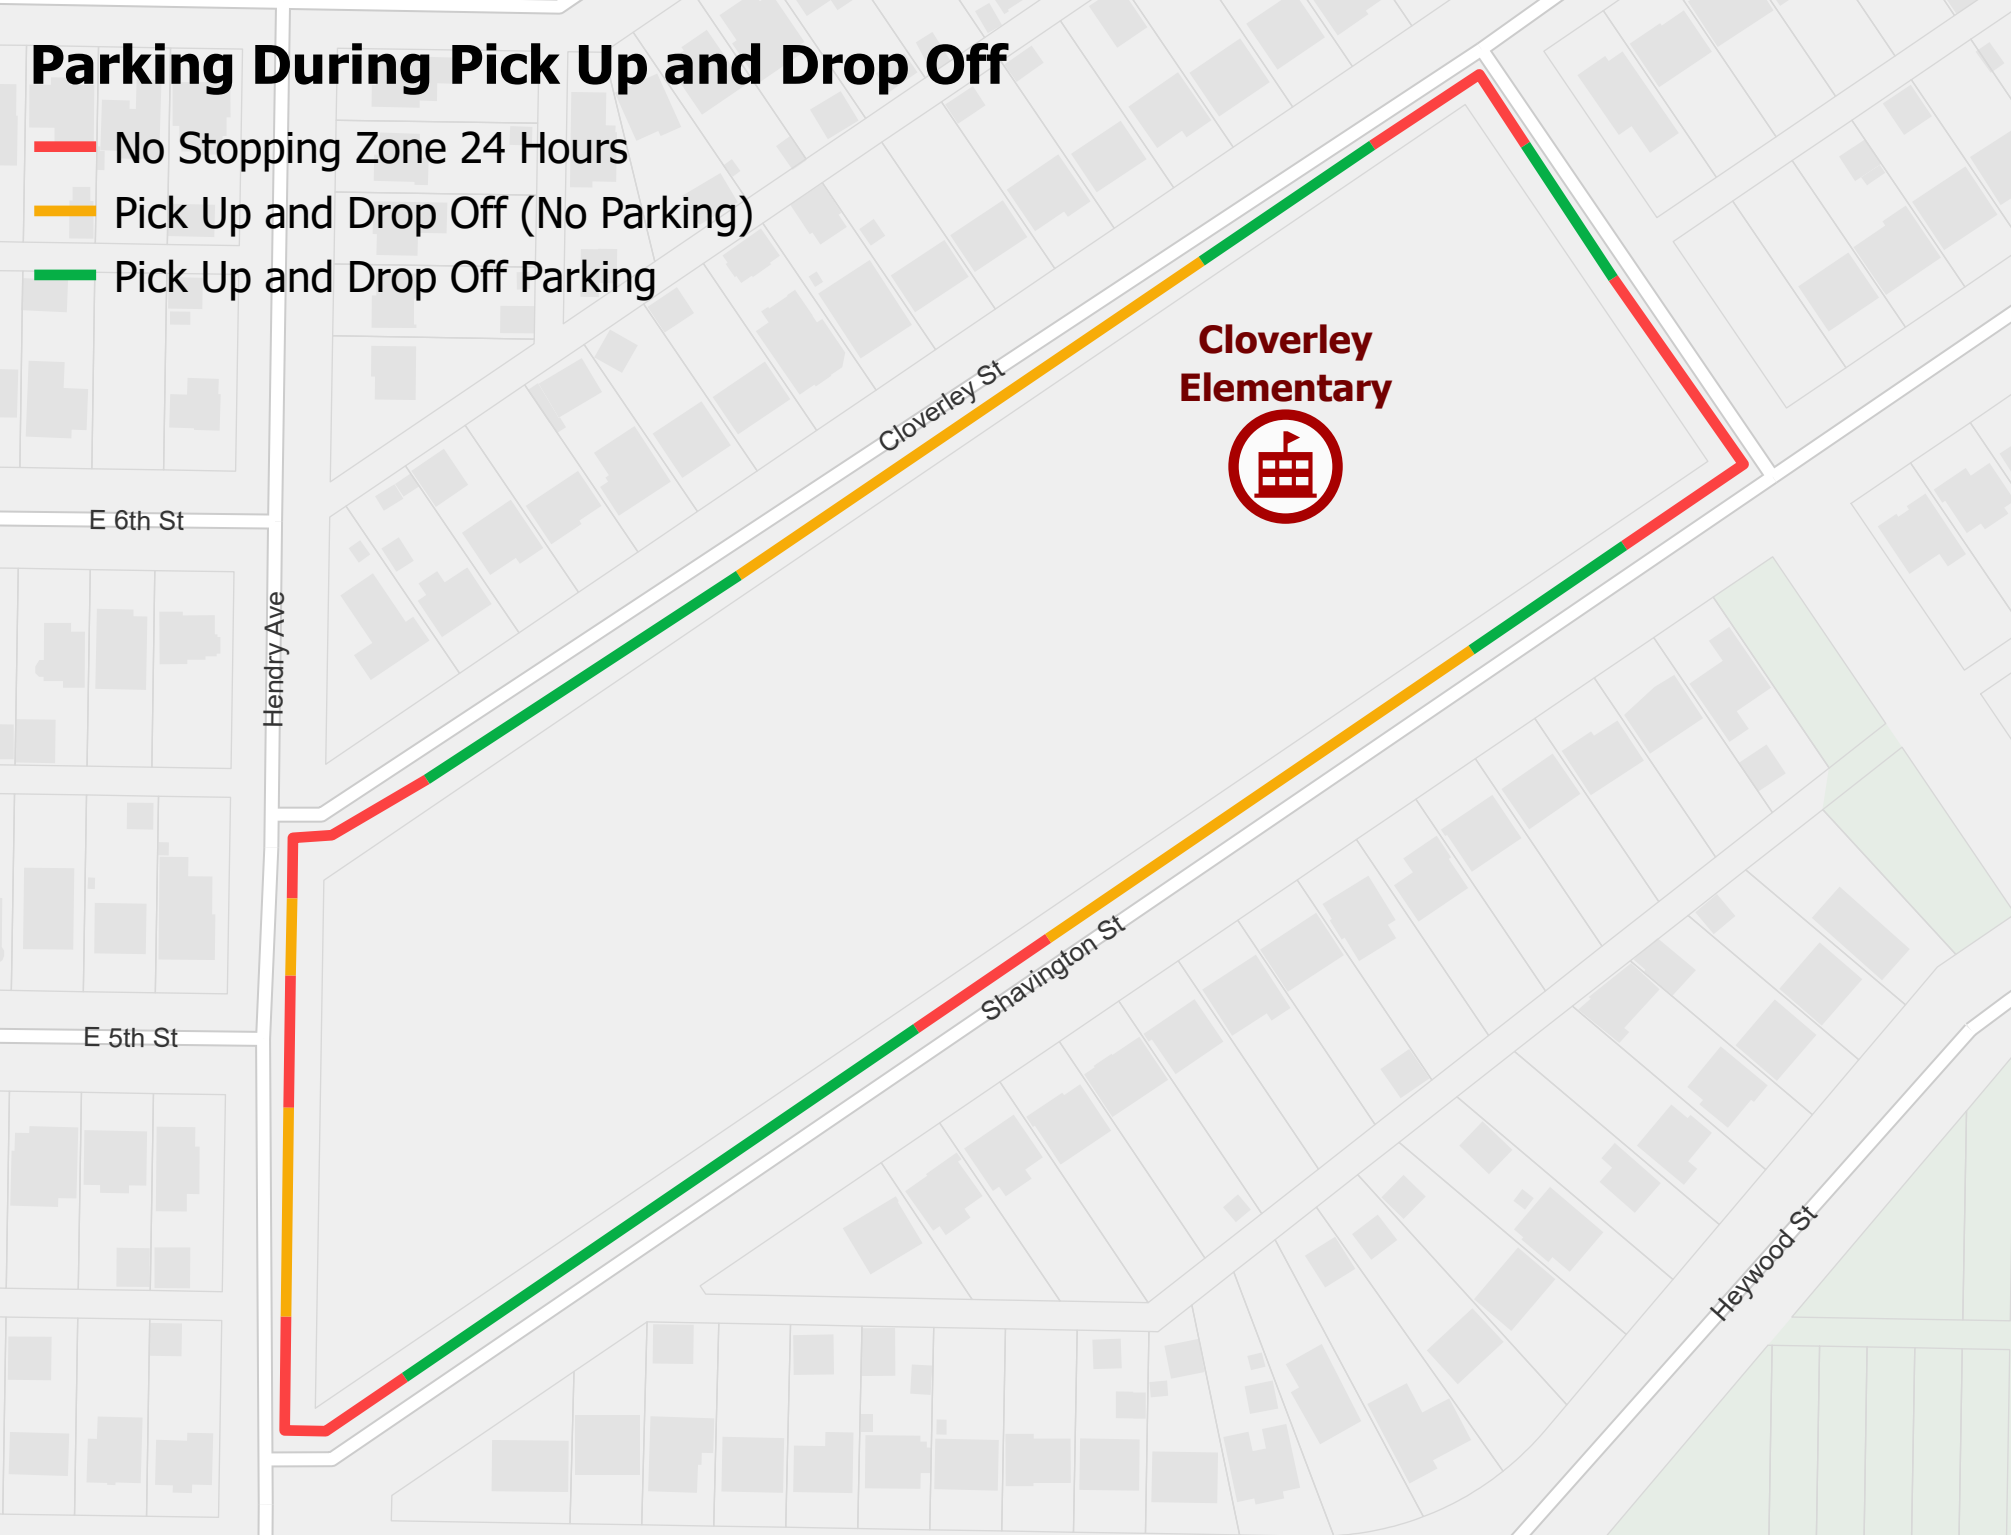 Parking During Pick Up and Drop Off
No Stopping Zone 24 Hours
Pick Up and Drop Off (No Parking)
Pick Up and Drop Off Parking
Cloverley
Elementary
Cloverley St
E 6th St
Hendry Ave
Shavington St
E 5th St
Heywood St